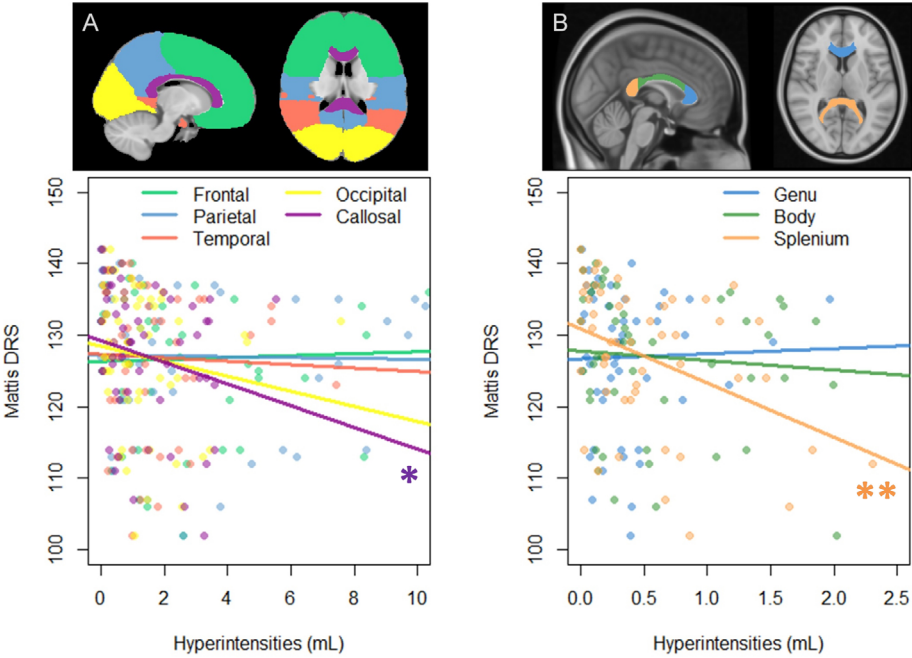 A
B
Frontal
Parietal
Temporal
Occipital
Callosal
Genu
Body
Splenium
Mattis DRS
150
140
130
120
110
100
*
0 2 4 6 8 10
Hyperintensities (mL)
Mattis DRS
150
140
130
120
110
100
**
0.0 0.5 1.0 1.5 2.0 2.5
Hyperintensities (mL)